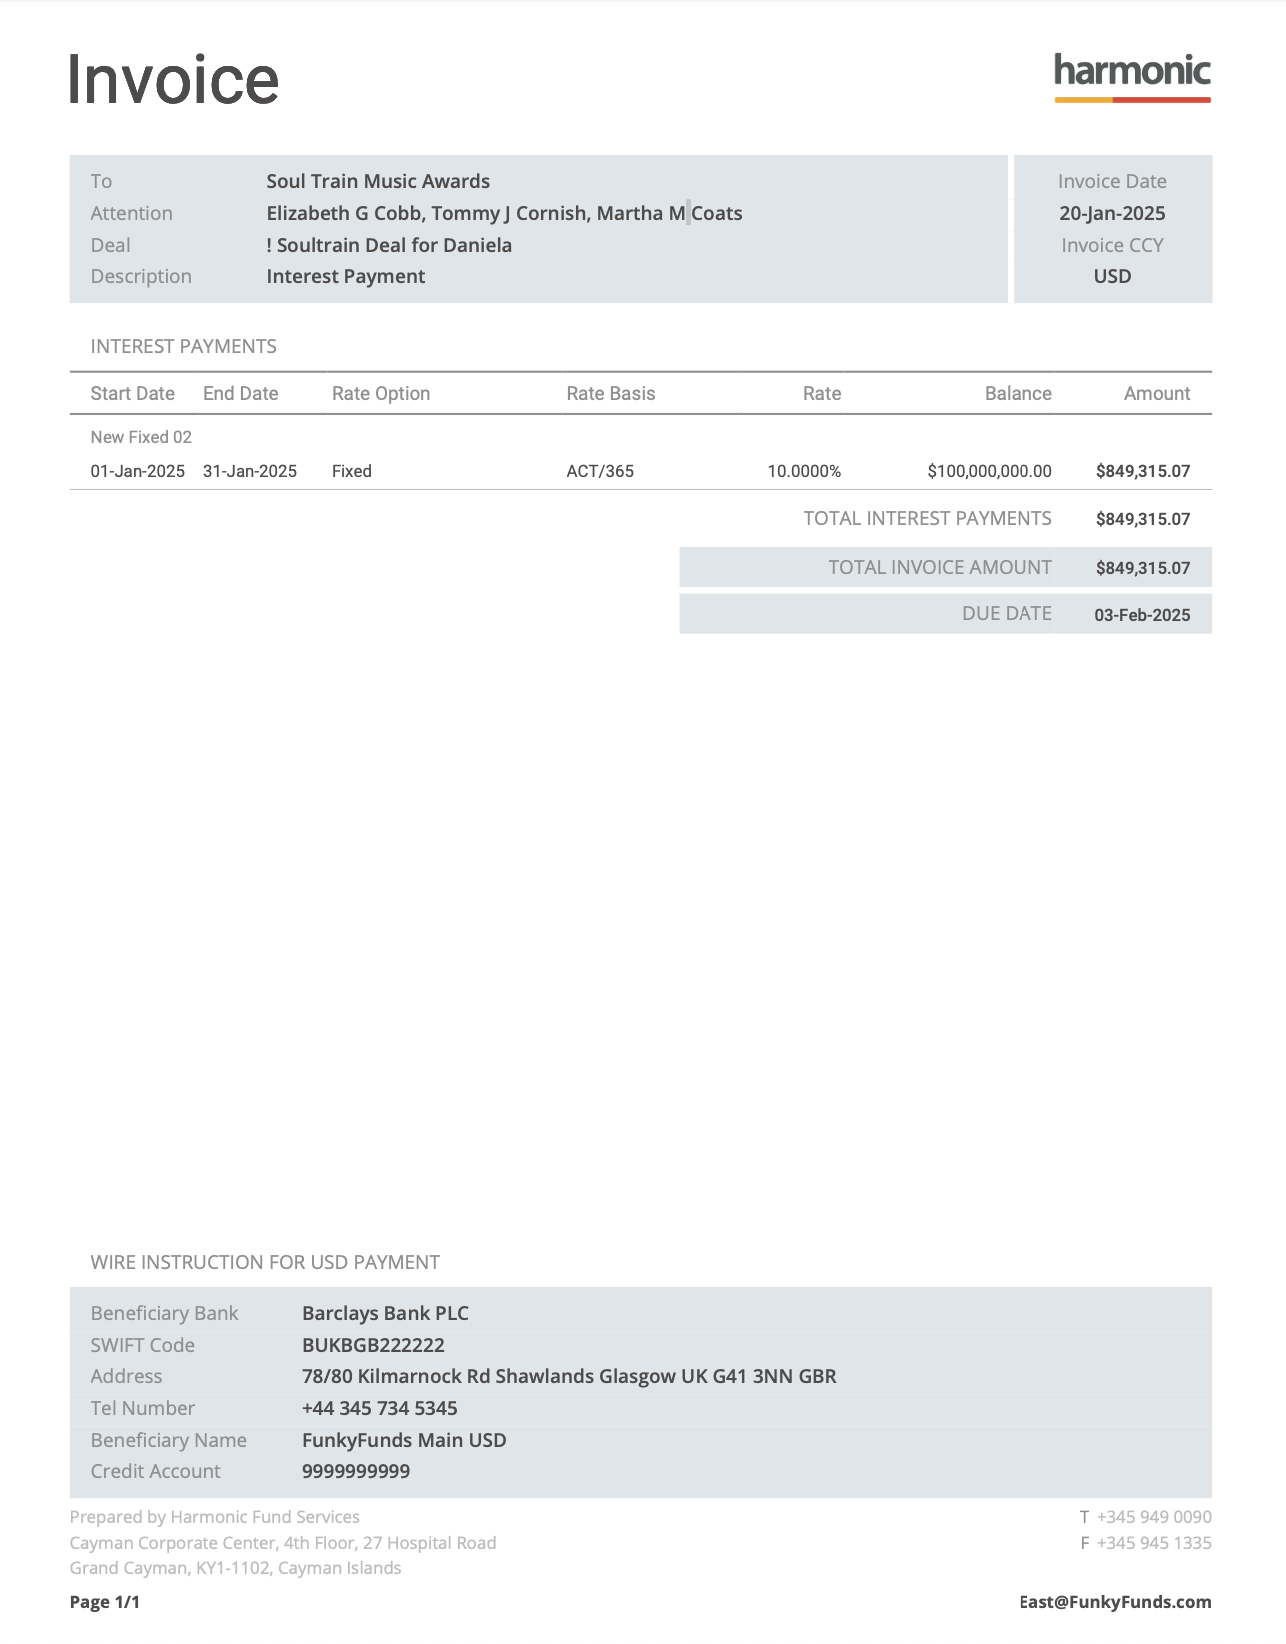 Invoice
harmonic
To Soul Train Music Awards
Attention Elizabeth G Cobb, Tommy J Cornish, Martha M Coats
Deal ! Soultrain Deal for Daniela
Description Interest Payment
Invoice Date
20-Jan-2025
Invoice CCY
USD
INTEREST PAYMENTS
Start Date End Date Rate Option Rate Basis Rate Balance Amount
New Fixed 02
01-Jan-2025 31-Jan-2025 Fixed ACT/365 10.0000% $100,000,000.00 $849,315.07
TOTAL INTEREST PAYMENTS $849,315.07
TOTAL INVOICE AMOUNT $849,315.07
DUE DATE 03-Feb-2025
WIRE INSTRUCTION FOR USD PAYMENT
Beneficiary Bank Barclays Bank PLC
SWIFT Code BUKBGB222222
Address 78/80 Kilmarnock Rd Shawlands Glasgow UK G41 3NN GBR
Tel Number +44 345 734 5345
Beneficiary Name FunkyFunds Main USD
Credit Account 9999999999
Prepared by Harmonic Fund Services
Cayman Corporate Center, 4th Floor, 27 Hospital Road
Grand Cayman, KY1-1102, Cayman Islands
T +345 949 0090
F +345 945 1335
Page 1/1
East@FunkyFunds.com